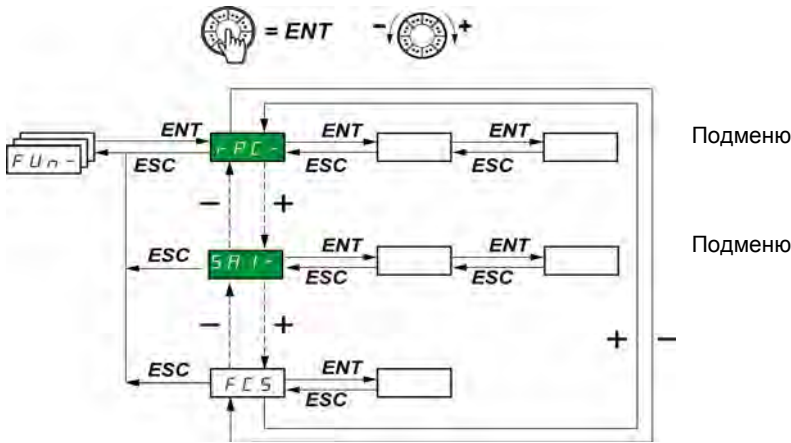 = ENT - +
ENT ENT ENT
FUn- rPC- Подменю
ESC ESC ESC
- +
ENT ENT
ESC SAI- Подменю
ESC ESC
- +
+ -
ESC ENT
FCS
ESC